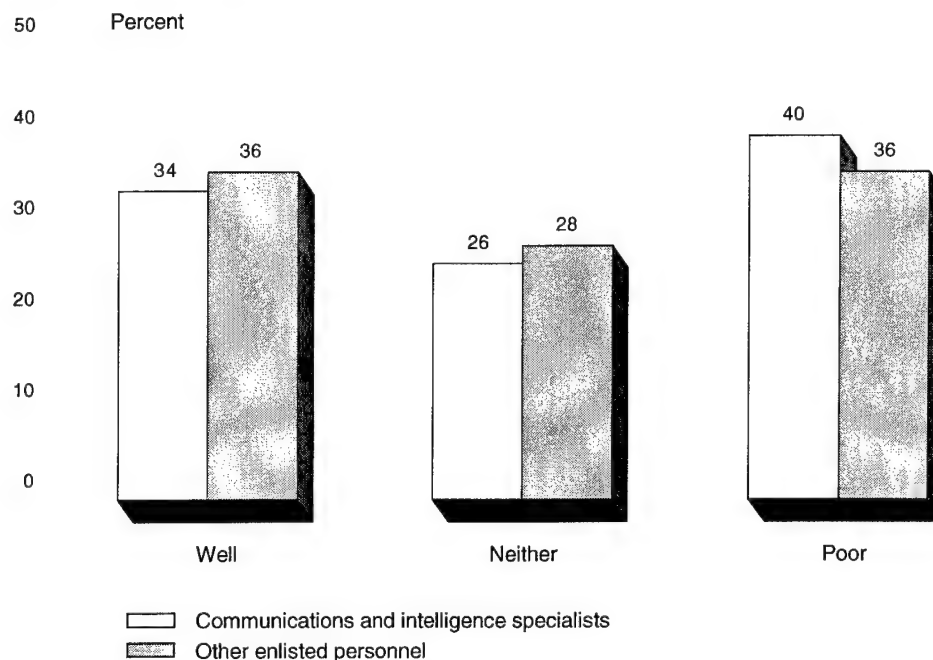 50 Percent
40
30
20
10
0
40
34 36 36
26 28
Well Neither Poor
Communications and intelligence specialists
Other enlisted personnel